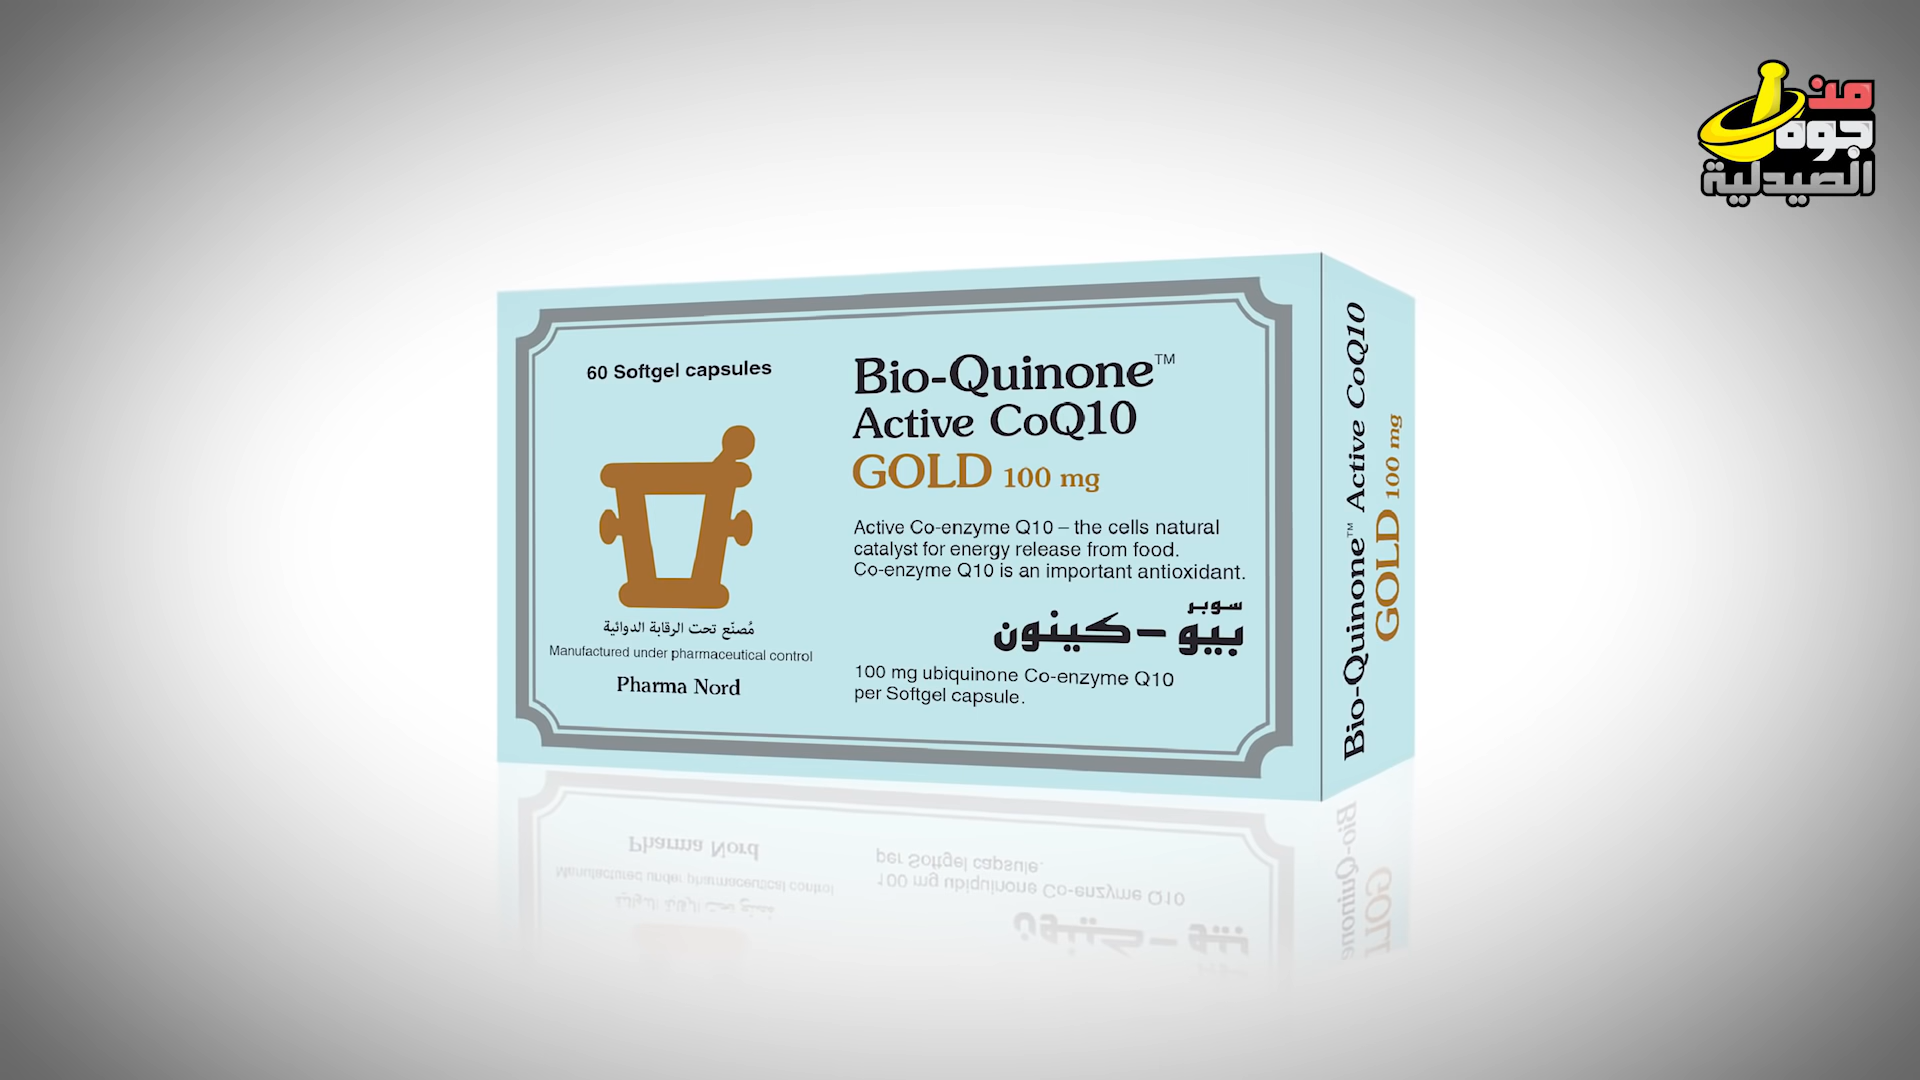 من
جوة
الصيدلية
60 Softgel capsules
مُصنّع تحت الرقابة الدوائية
Manufactured under pharmaceutical control
Pharma Nord
Bio-Quinone™
Active CoQ10
GOLD 100 mg
Active Co-enzyme Q10 – the cells natural
catalyst for energy release from food.
Co-enzyme Q10 is an important antioxidant.
سوبر
بيو-كينون
100 mg ubiquinone Co-enzyme Q10
per Softgel capsule.
Bio-Quinone™ Active CoQ10
GOLD 100 mg